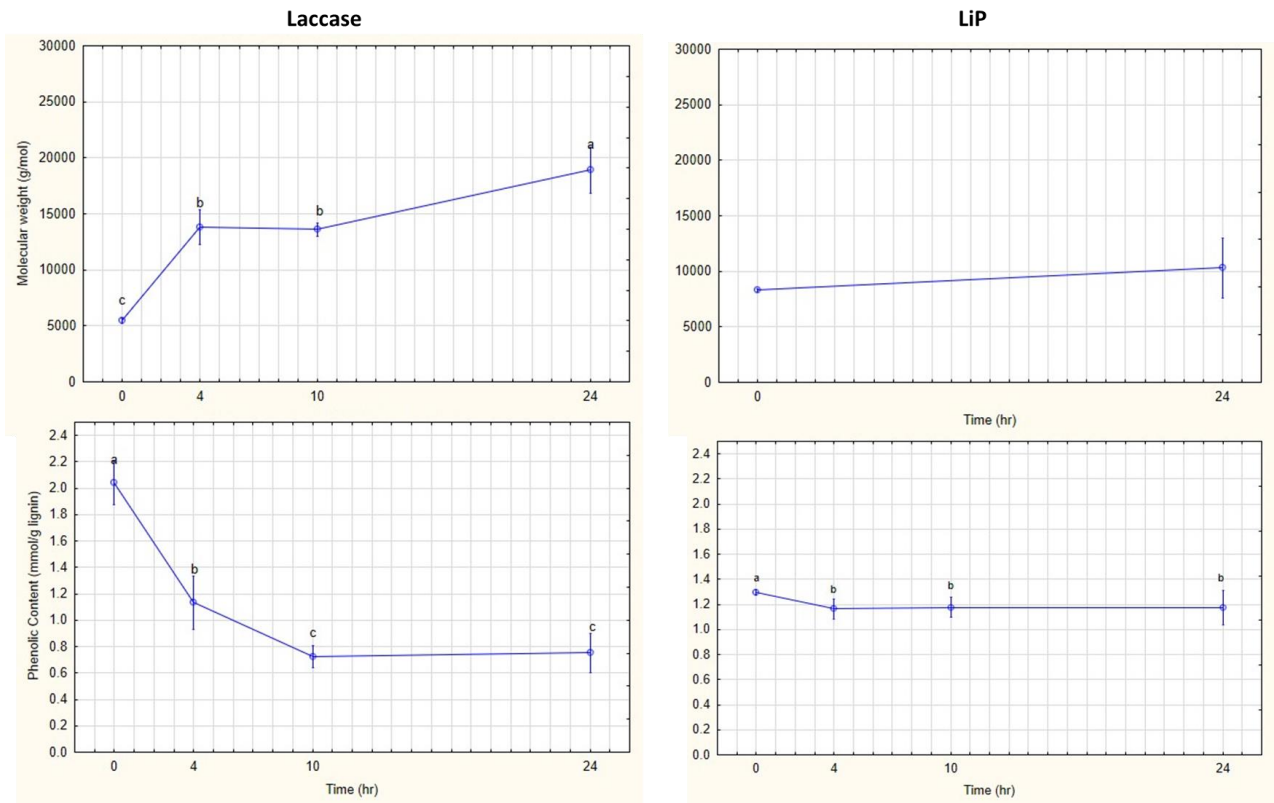 Laccase
LiP
30000
25000
20000
15000
10000
5000
0
Molecular weight (g/mol)
c
b
b
a
0 4 10 24
30000
25000
20000
15000
10000
5000
0
0 24
Time (hr)
2.4
2.2
2.0
1.8
1.6
1.4
1.2
1.0
0.8
0.6
0.4
0.2
0.0
Phenolic Content (mmol/g lignin)
a
b
c
c
0 4 10 24
Time (hr)
2.4
2.2
2.0
1.8
1.6
1.4
1.2
1.0
0.8
0.6
0.4
0.2
0.0
a
b
b
b
0 4 10 24
Time (hr)